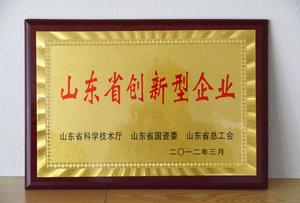 山东省创新型企业
山东省科学技术厅 山东省国资委 山东省总工会
二〇一二年三月